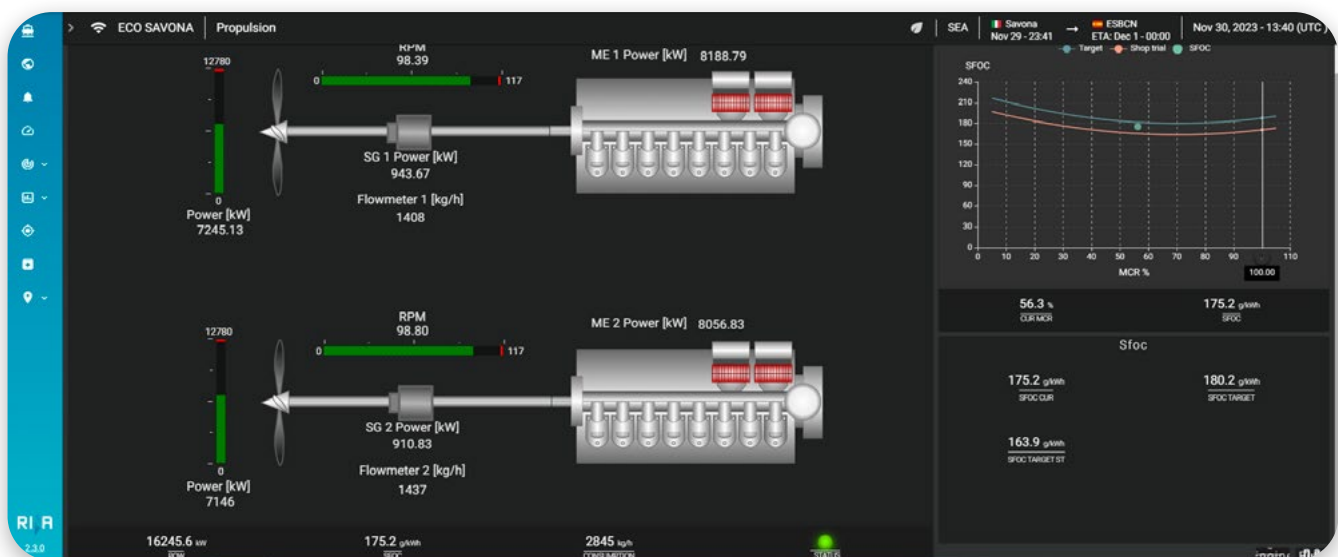 ECO SAVONA Propulsion SEA Savona → ESBCN Nov 30, 2023 - 13:40 (UTC)
Nov 29 - 23:41 ETA: Dec 1 - 00:00
RPM
98.39
0 117
12780
0
Power [kW]
7245.13
ME 1 Power [kW] 8188.79
SG 1 Power [kW]
943.67
Flowmeter 1 [kg/h]
1408
RPM
98.80
0 117
12780
0
Power [kW]
7146
ME 2 Power [kW] 8056.83
SG 2 Power [kW]
910.83
Flowmeter 2 [kg/h]
1437
16245.6 kW
POW
175.2 g/kWh
SFOC
2845 kg/h
CONSUMPTION
STATUS
Target Shop trial SFOC
SFOC
240
210
180
150
120
90
60
30
0
0 10 20 30 40 50 60 70 80 90 110
MCR %
100.00
56.3 %
CUR MCR
175.2 g/kWh
SFOC
Sfoc
175.2 g/kWh
SFOC CUR
180.2 g/kWh
SFOC TARGET
163.9 g/kWh
SFOC TARGET ST
2.3.0